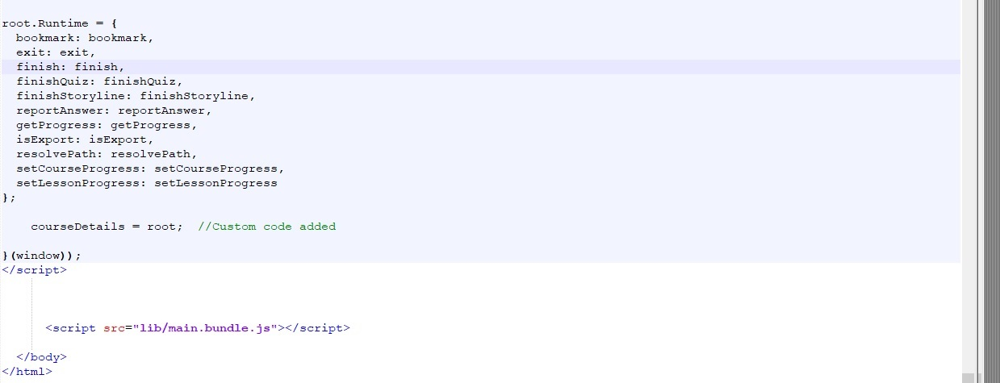 root.Runtime = {
  bookmark: bookmark,
  exit: exit,
  finish: finish,
  finishQuiz: finishQuiz,
  finishStoryline: finishStoryline,
  reportAnswer: reportAnswer,
  getProgress: getProgress,
  isExport: isExport,
  resolvePath: resolvePath,
  setCourseProgress: setCourseProgress,
  setLessonProgress: setLessonProgress
};
    courseDetails = root;  //Custom code added
}(window));
</script>
      <script src="lib/main.bundle.js"></script>
  </body>
</html>